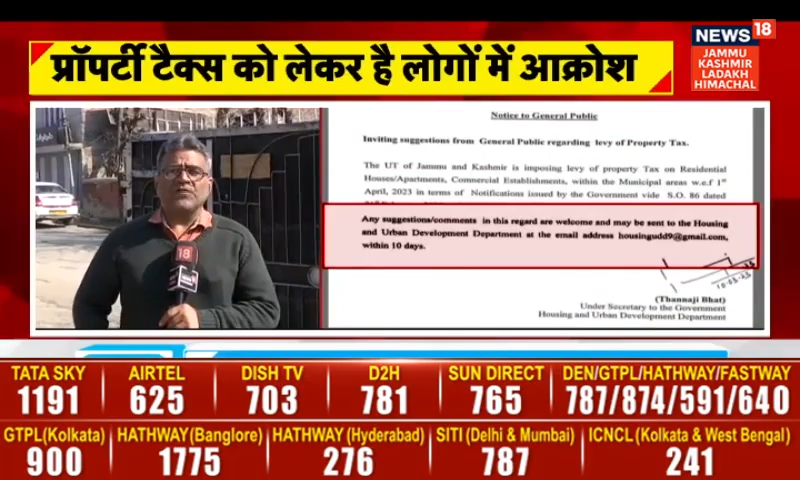 प्रॉपर्टी टैक्स को लेकर है लोगों में आक्रोश
NEWS 18
JAMMU
KASHMIR
LADAKH
HIMACHAL
Notice to General Public
Inviting suggestions from General Public regarding levy of Property Tax.
The UT of Jammu and Kashmir is imposing levy of property Tax on Residential
Houses/Apartments, Commercial Establishments, within the Municipal areas w.e.f 1st
April, 2023 in terms of Notifications issued by the Government vide S.O. 86 dated
Any suggestions/comments in this regard are welcome and may be sent to the Housing
and Urban Development Department at the email address housingudd9@gmail.com,
within 10 days.
(Thannaji Bhat)
Under Secretary to the Government
Housing and Urban Development Department
18
TATA SKY AIRTEL DISH TV D2H SUN DIRECT DEN/GTPL/HATHWAY/FASTWAY
1191 625 703 781 765 787/874/591/640
GTPL(Kolkata) HATHWAY(Banglore) HATHWAY (Hyderabad) SITI (Delhi & Mumbai) ICNCL (Kolkata & West Bengal)
900 1775 276 787 241